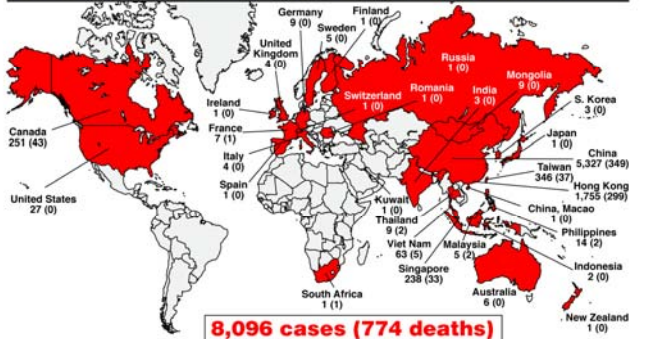 Germany
9 (0)
Sweden
5 (0)
Finland
1 (0)
United
Kingdom
4 (0)
Russia
1 (0)
Mongolia
9 (0)
India
3 (0)
Romania
1 (0)
Switzerland
1 (0)
Ireland
1 (0)
France
7 (1)
Italy
4 (0)
Spain
1 (0)
Canada
251 (43)
United States
27 (0)
S. Korea
3 (0)
Japan
1 (0)
China
5,327 (349)
Taiwan
346 (37)
Hong Kong
1,755 (299)
China, Macao
1 (0)
Philippines
14 (2)
Indonesia
2 (0)
Kuwait
1 (0)
Thailand
9 (2)
Viet Nam
63 (5)
Malaysia
5 (2)
Singapore
238 (33)
South Africa
1 (1)
Australia
6 (0)
New Zealand
1 (0)
8,096 cases (774 deaths)